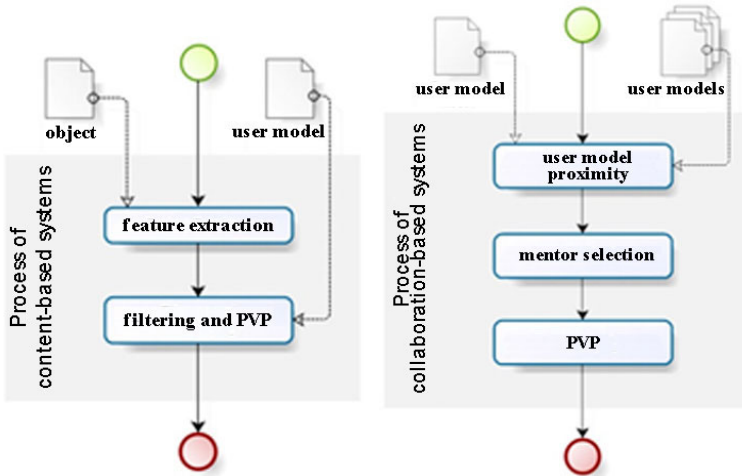 object
user model
Process of
content-based systems
feature extraction
filtering and PVP
user model
user models
Process of
collaboration-based systems
user model
proximity
mentor selection
PVP